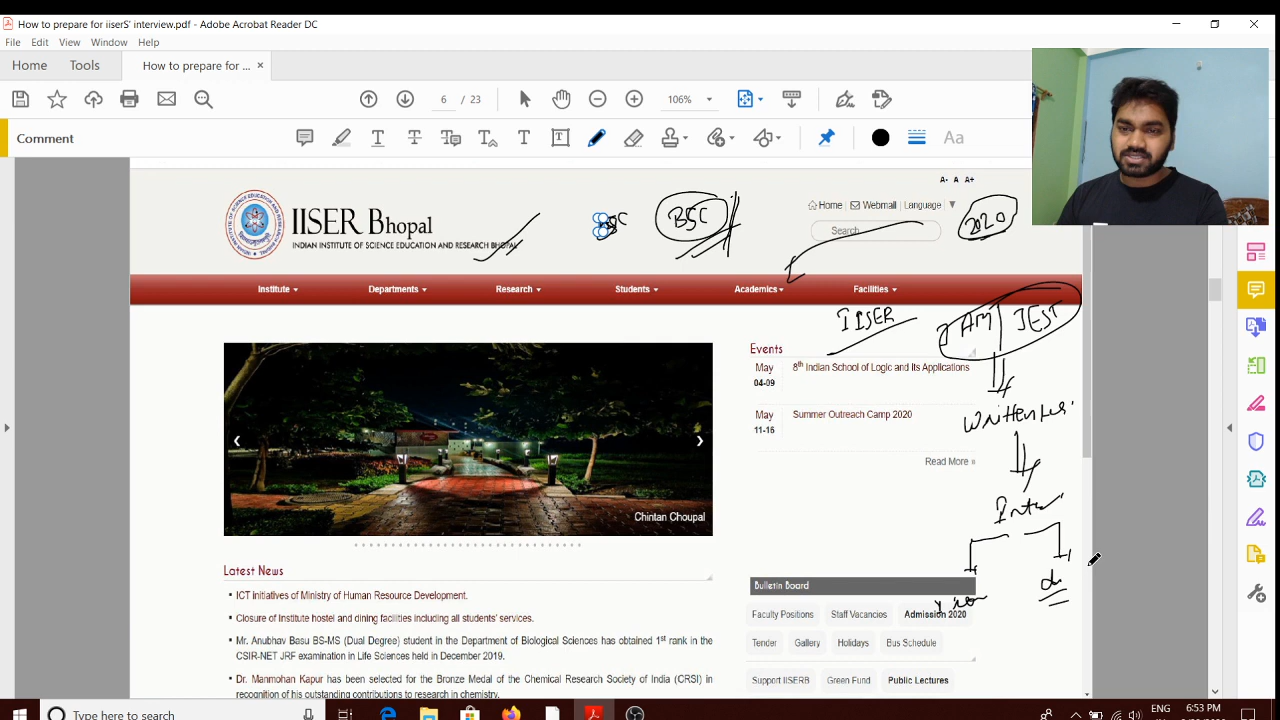 How to prepare for iiserS' interview.pdf - Adobe Acrobat Reader DC
File Edit View Window Help
Home Tools How to prepare for ... ×
6 / 23 106%
Comment
Aa
A- A A+
IISER Bhopal
INDIAN INSTITUTE OF SCIENCE EDUCATION AND RESEARCH BHOPAL
BSC
Home Webmail Language
Search
2020
Institute Departments Research Students Academics Facilities
IISER
JAM JEST
Events
May 04-09 8th Indian School of Logic and Its Applications
May 11-16 Summer Outreach Camp 2020
Read More »
Written
Chintan Choupal
Latest News
ICT initiatives of Ministry of Human Resource Development.
Closure of Institute hostel and dining facilities including all students' services.
Mr. Anubhav Basu BS-MS (Dual Degree) student in the Department of Biological Sciences has obtained 1st rank in the
CSIR-NET JRF examination in Life Sciences held in December 2019.
Dr. Manmohan Kapur has been selected for the Bronze Medal of the Chemical Research Society of India (CRSI) in
recognition of his outstanding contributions to research in chemistry.
Bulletin Board
Faculty Positions Staff Vacancies Admission 2020
Tender Gallery Holidays Bus Schedule
Support IISERB Green Fund Public Lectures
Type here to search
ENG 6:53 PM